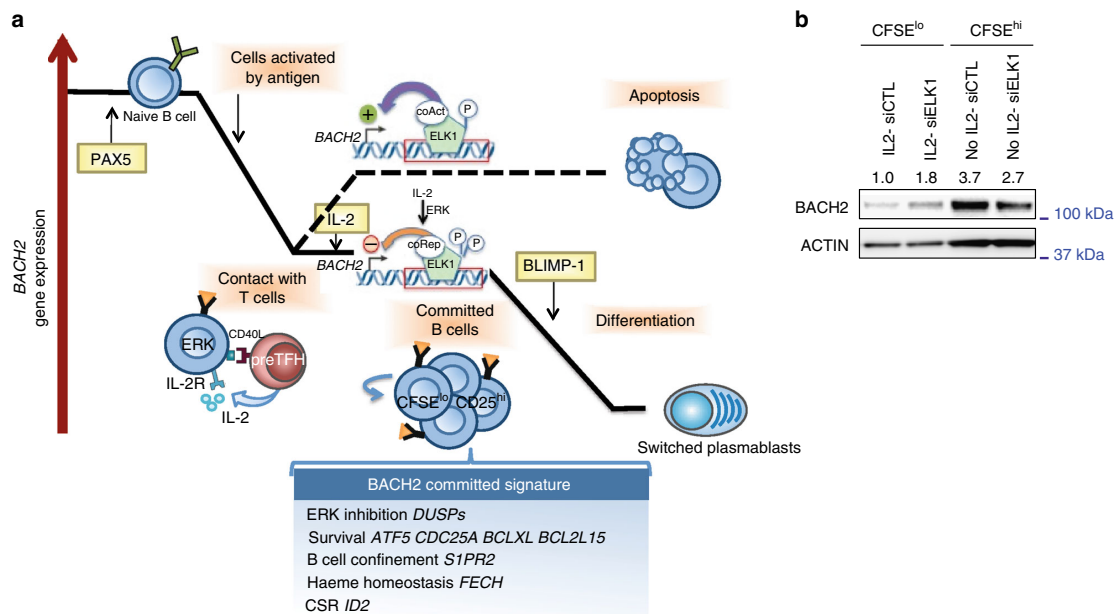 a
BACH2
gene expression
Naive B cell
PAX5
Cells activated
by antigen
+
coAct
P
ELK1
BACH2
Apoptosis
IL-2
IL-2
ERK
−
coRep
P
P
ELK1
BACH2
BLIMP-1
Contact with
T cells
ERK
CD40L
preTFH
IL-2R
IL-2
Committed
B cells
CFSElo
CD25hi
Differentiation
Switched plasmablasts
BACH2 committed signature
ERK inhibition DUSPs
Survival ATF5 CDC25A BCLXL BCL2L15
B cell confinement S1PR2
Haeme homeostasis FECH
CSR ID2
b
CFSElo
CFSEhi
IL2- siCTL
IL2- siELK1
No IL2- siCTL
No IL2- siELK1
1.0 1.8 3.7 2.7
BACH2
100 kDa
ACTIN
37 kDa